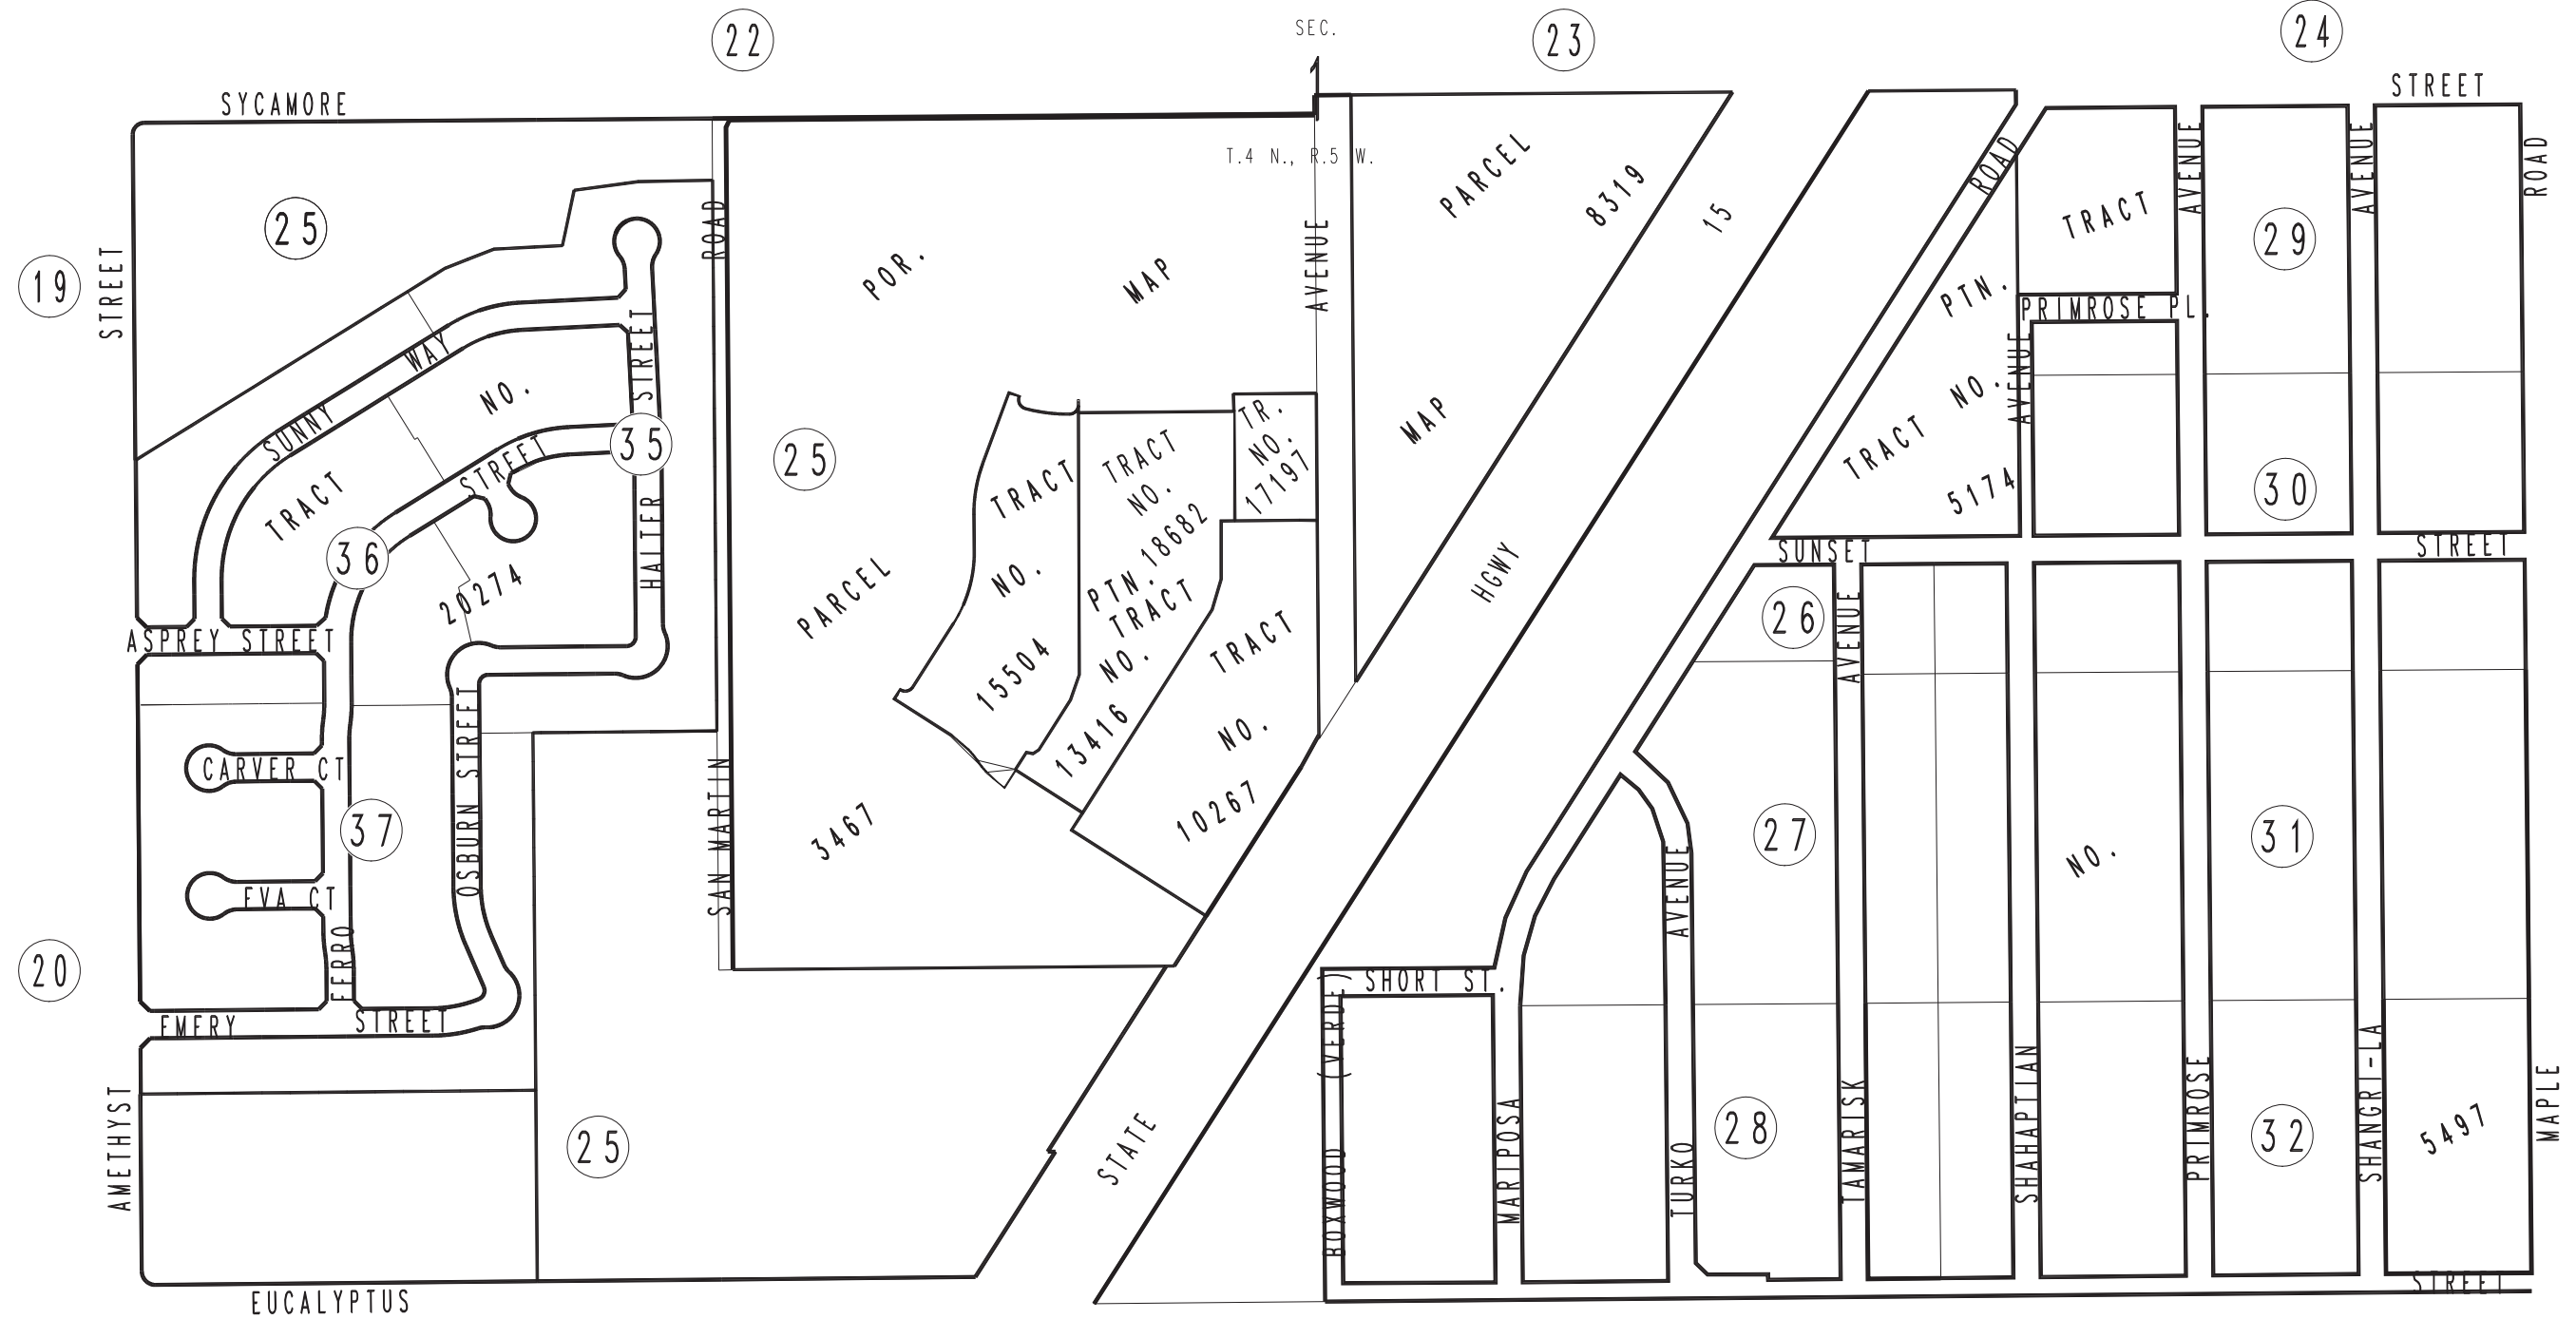 22
SEC.
1
23
24
SYCAMORE
STREET
T.4 N., R.5 W.
25
19
STREET
ROAD
POR.
MAP
AVENUE
PARCEL
8319
15
ROAD
TRACT
AVENUE
29
AVENUE
ROAD
PTN.
PRIMROSE PL.
SUNNY WAY
NO.
STREET
35
25
TR.
NO.
17197
MAP
TRACT NO.
AVENUE
5174
30
TRACT
STREET
HALTER
36
20274
TRACT
NO.
15504
TRACT
NO.
18682
PTN.
TRACT
NO.
13416
TRACT
NO.
10267
PARCEL
3467
HGWY
SUNSET
STREET
26
AVENUE
ASPREY STREET
CARVER CT
37
OSBURN STREET
SAN MARTIN
EVA CT
FERRO
20
EMERY
STREET
27
AVENUE
NO.
31
SHORT ST.
BOXWOOD (VERDE)
AMETHYST
25
STATE
MARIPOSA
TURKO
28
TAMARISK
SHAHAPTIAN
PRIMROSE
32
SHANGRI-LA
5497
MAPLE
EUCALYPTUS
STREET